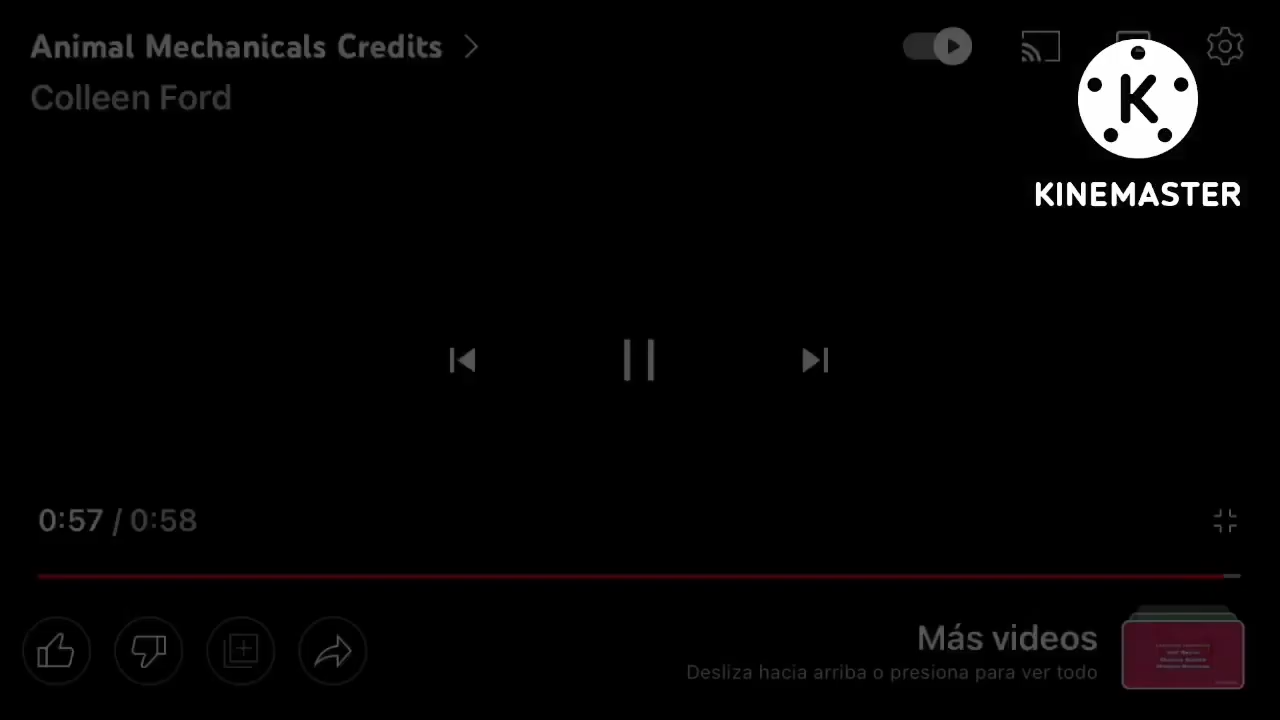 Animal Mechanicals Credits
Colleen Ford
K
KINEMASTER
0:57 / 0:58
Más videos
Desliza hacia arriba o presiona para ver todo